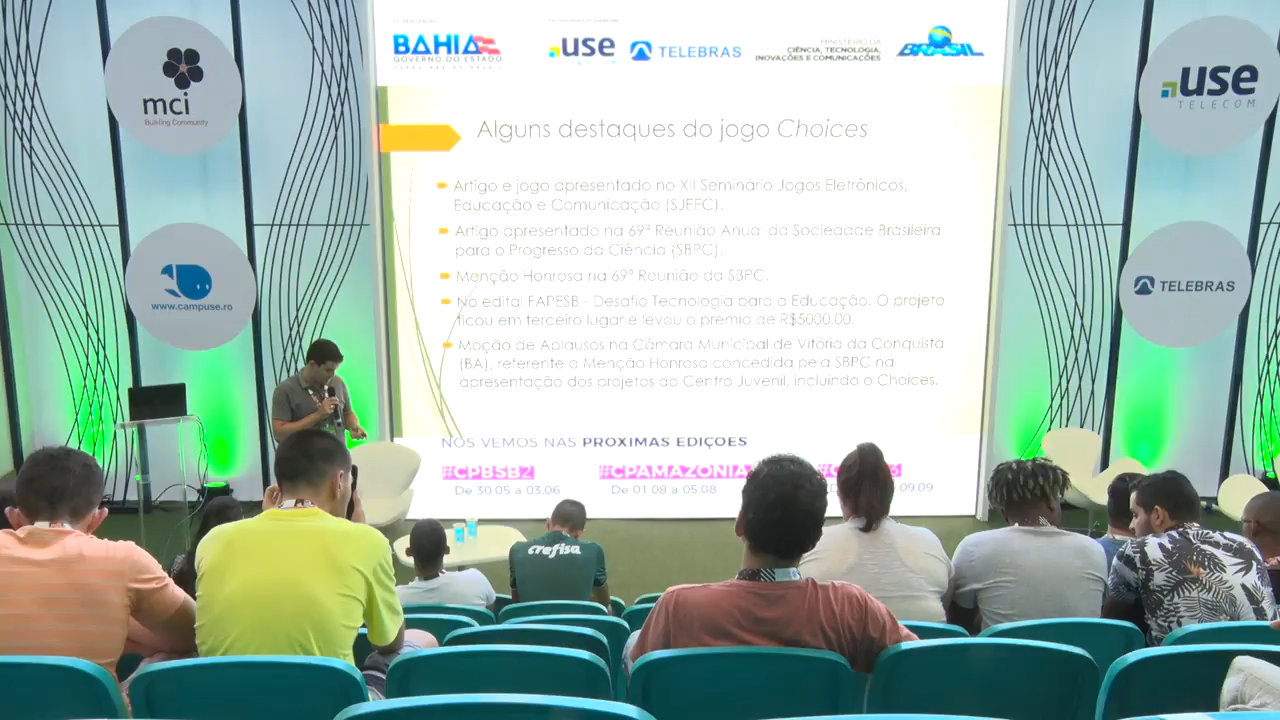 BAHIA
GOVERNO DO ESTADO
use
TELEBRAS
MINISTÉRIO DA
CIÊNCIA, TECNOLOGIA,
INOVAÇÕES E COMUNICAÇÕES
BRASIL
mci
Building Community
www.campuse.ro
use
TELECOM
TELEBRAS
Alguns destaques do jogo Choices
Artigo e jogo apresentado no XII Seminário Jogos Eletrônicos,
Educação e Comunicação (SJEEC).
Artigo apresentado na 69ª Reunião Anual da Sociedade Brasileira
para o Progresso da Ciência (SBPC).
Menção Honrosa na 69ª Reunião da SBPC.
No edital FAPESB - Desafio Tecnologia para a Educação. O projeto
ficou em terceiro lugar e levou o premio de R$5000,00.
Moção de Aplausos na Câmara Municipal de Vitória da Conquista
(BA), referente a Menção Honrosa concedida pela SBPC na
apresentação dos projetos do Centro Juvenil, incluindo o Choices.
NOS VEMOS NAS PRÓXIMAS EDIÇÕES
#CPBSB2
#CPAMAZONIA
De 30.05 a 03.06
De 01.08 a 05.08
09.09
crefisa